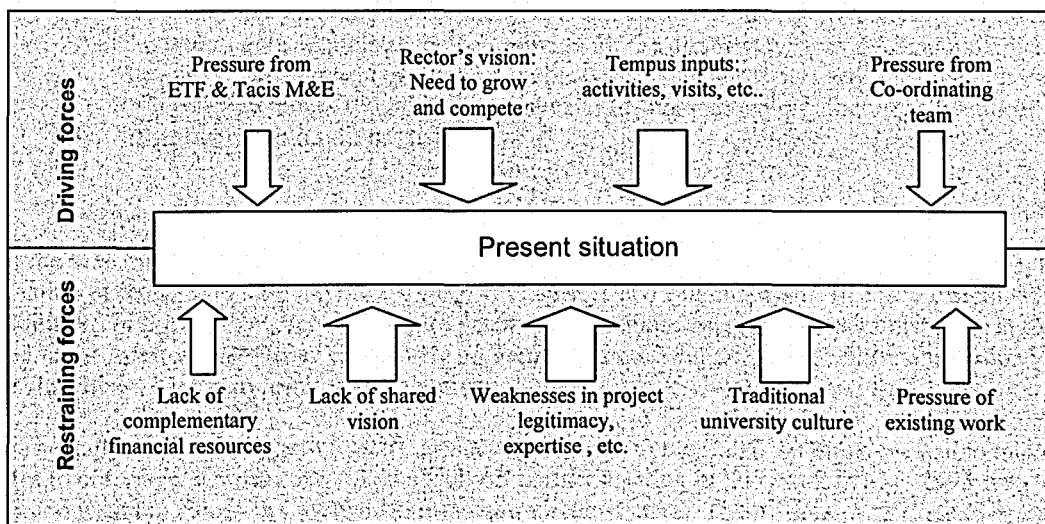 Driving forces
Pressure from
ETF & Tacis M&E
Rector's vision:
Need to grow
and compete
Tempus inputs:
activities, visits, etc..
Pressure from
Co-ordinating
team
Present situation
Restraining forces
Lack of
complementary
financial resources
Lack of shared
vision
Weaknesses in project
legitimacy,
expertise , etc.
Traditional
university culture
Pressure of
existing work